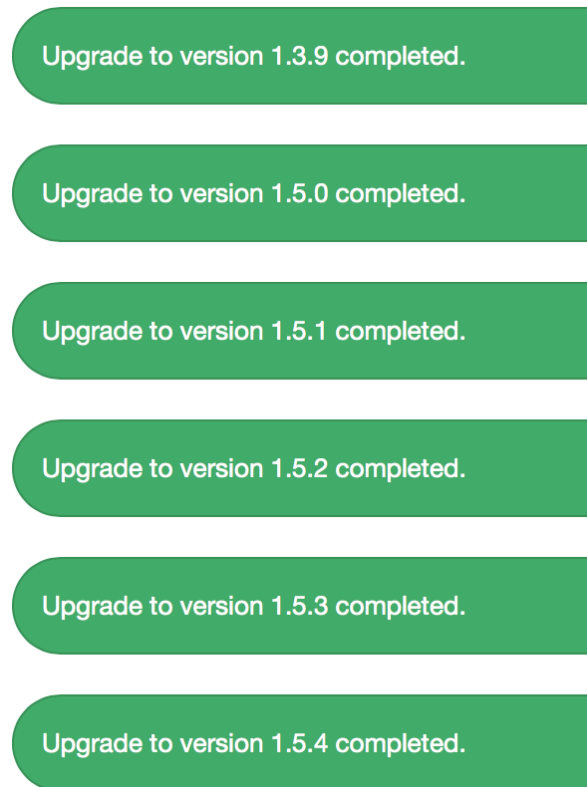 Upgrade to version 1.3.9 completed.
Upgrade to version 1.5.0 completed.
Upgrade to version 1.5.1 completed.
Upgrade to version 1.5.2 completed.
Upgrade to version 1.5.3 completed.
Upgrade to version 1.5.4 completed.